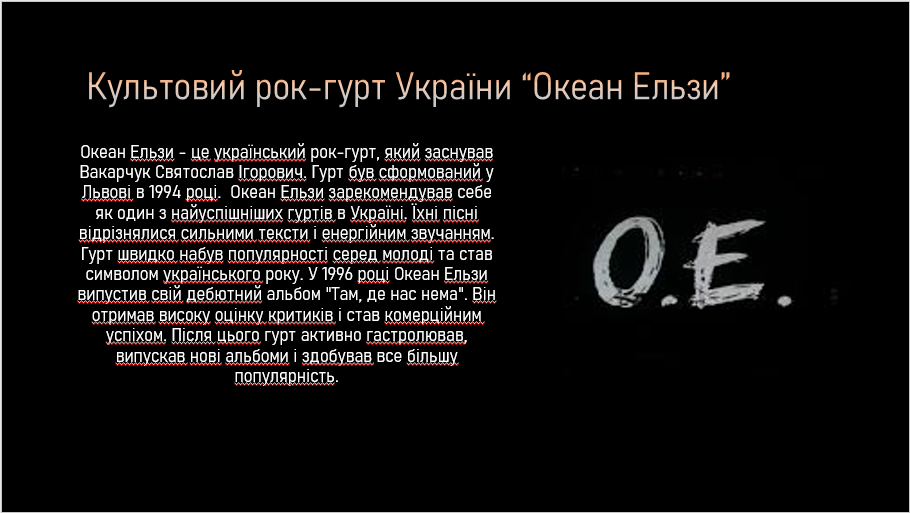 Культовий рок-гурт України “Океан Ельзи”
Океан Ельзи - це український рок-гурт, який заснував
Вакарчук Святослав Ігорович. Гурт був сформований у
Львові в 1994 році.  Океан Ельзи зарекомендував себе
як один з найуспішніших гуртів в Україні. Їхні пісні
відрізнялися сильними тексти і енергійним звучанням.
Гурт швидко набув популярності серед молоді та став
символом українського року. У 1996 році Океан Ельзи
випустив свій дебютний альбом "Там, де нас нема". Він
отримав високу оцінку критиків і став комерційним
успіхом. Після цього гурт активно гастролював,
випускав нові альбоми і здобував все більшу
популярність.
О.Е.